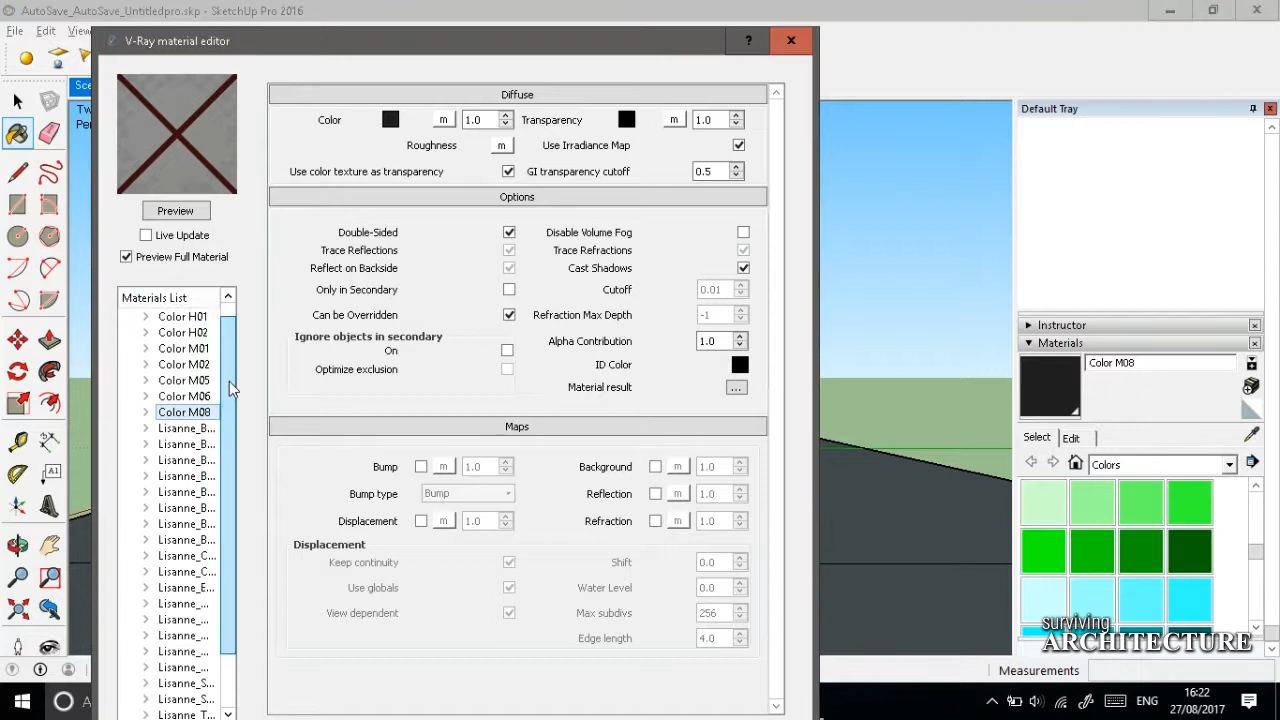 AutoSave_AutoSave_Untitledpro.skp - SketchUp Pro 2016
File Edit
V-Ray material editor
?
Diffuse
Color m 1.0 Transparency m 1.0
Roughness m Use Irradiance Map
Use color texture as transparency GI transparency cutoff 0.5
Preview
Live Update
Preview Full Material
Options
Double-Sided Disable Volume Fog
Trace Reflections Trace Refractions
Reflect on Backside Cast Shadows
Only in Secondary Cutoff 0.01
Can be Overridden Refraction Max Depth -1
Ignore objects in secondary Alpha Contribution 1.0
On ID Color
Optimize exclusion Material result ...
Maps
Bump m 1.0 Background m 1.0
Bump type Bump Reflection m 1.0
Displacement m 1.0 Refraction m 1.0
Displacement
Keep continuity Shift 0.0
Use globals Water Level 0.0
View dependent Max subdivs 256
Edge length 4.0
Materials List
Color H01
Color H02
Color M01
Color M02
Color M05
Color M06
Color M08
Lisanne_B...
Lisanne_B...
Lisanne_B...
Lisanne_B...
Lisanne_B...
Lisanne_B...
Lisanne_B...
Lisanne_B...
Lisanne_C...
Lisanne_C...
Lisanne_E...
Lisanne_...
Lisanne_...
Lisanne_...
Lisanne_...
Lisanne_...
Lisanne_S...
Lisanne_S...
Lisanne_T...
Sce
Tw
Per
Default Tray
Instructor
Materials
Color M08
Select Edit
Colors
surviving
ARCHITECTURE
Measurements
A
ENG
16:22
27/08/2017